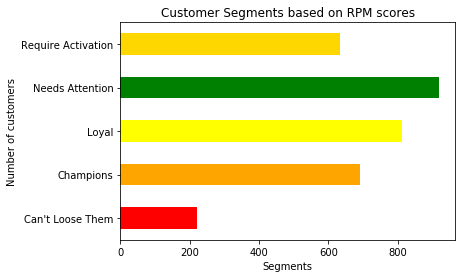 Customer Segments based on RPM scores
Number of customers
Require Activation
Needs Attention
Loyal
Champions
Can't Loose Them
0 200 400 600 800
Segments